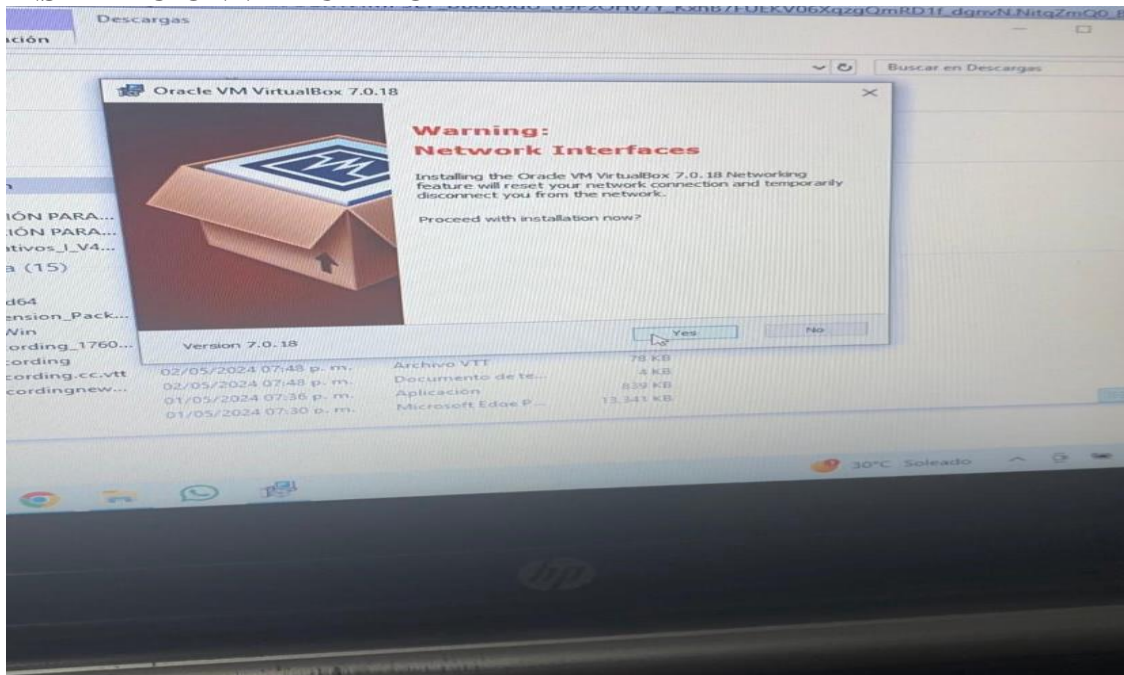 Descargas
ción
Buscar en Descargas
Oracle VM VirtualBox 7.0.18
Warning:
Network Interfaces
Installing the Oracle VM VirtualBox 7.0.18 Networking
feature will reset your network connection and temporarily
disconnect you from the network.
Proceed with installation now?
IÓN PARA...
IÓN PARA...
ativos_I_V4...
a (15)
d64
ension_Pack...
Win
ording_1760...
Version 7.0.18
Yes
No
cording
cording.cc.vtt
cordingnew...
02/05/2024 07:48 p. m. Archivo VTT 78 KB
02/05/2024 07:48 p. m. Documento de te... 4 KB
01/05/2024 07:36 p. m. Aplicación 839 KB
01/05/2024 07:30 p. m. Microsoft Edge P... 13,341 KB
30°C Soleado
hp